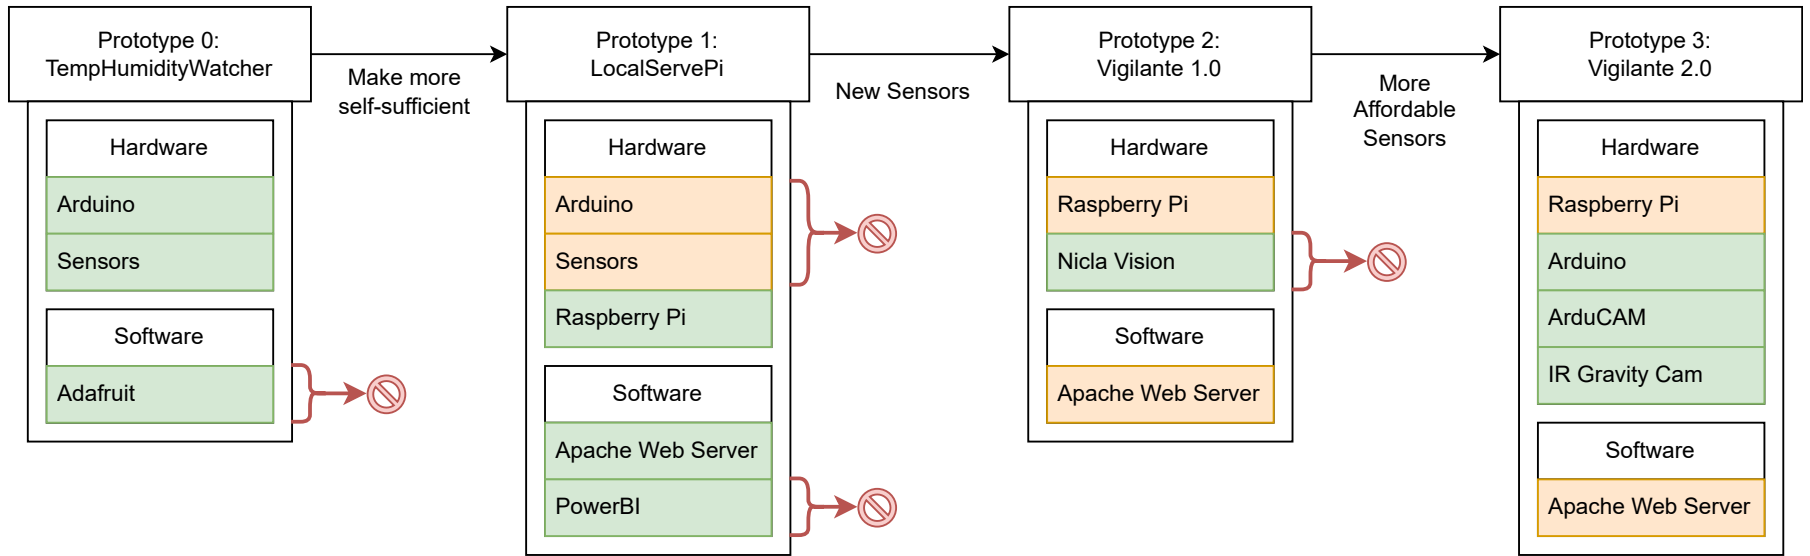 Prototype 0:
TempHumidityWatcher
Make more
self-sufficient
Prototype 1:
LocalServePi
New Sensors
Prototype 2:
Vigilante 1.0
More
Affordable
Sensors
Prototype 3:
Vigilante 2.0
Hardware
Arduino
Sensors
Software
Adafruit
Hardware
Arduino
Sensors
Raspberry Pi
Software
Apache Web Server
PowerBI
Hardware
Raspberry Pi
Nicla Vision
Software
Apache Web Server
Hardware
Raspberry Pi
Arduino
ArduCAM
IR Gravity Cam
Software
Apache Web Server